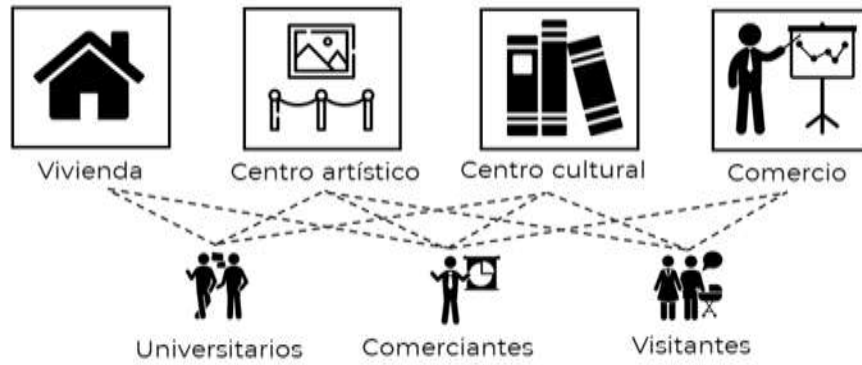 Vivienda
Centro artístico
Centro cultural
Comercio
Universitarios
Comerciantes
Visitantes